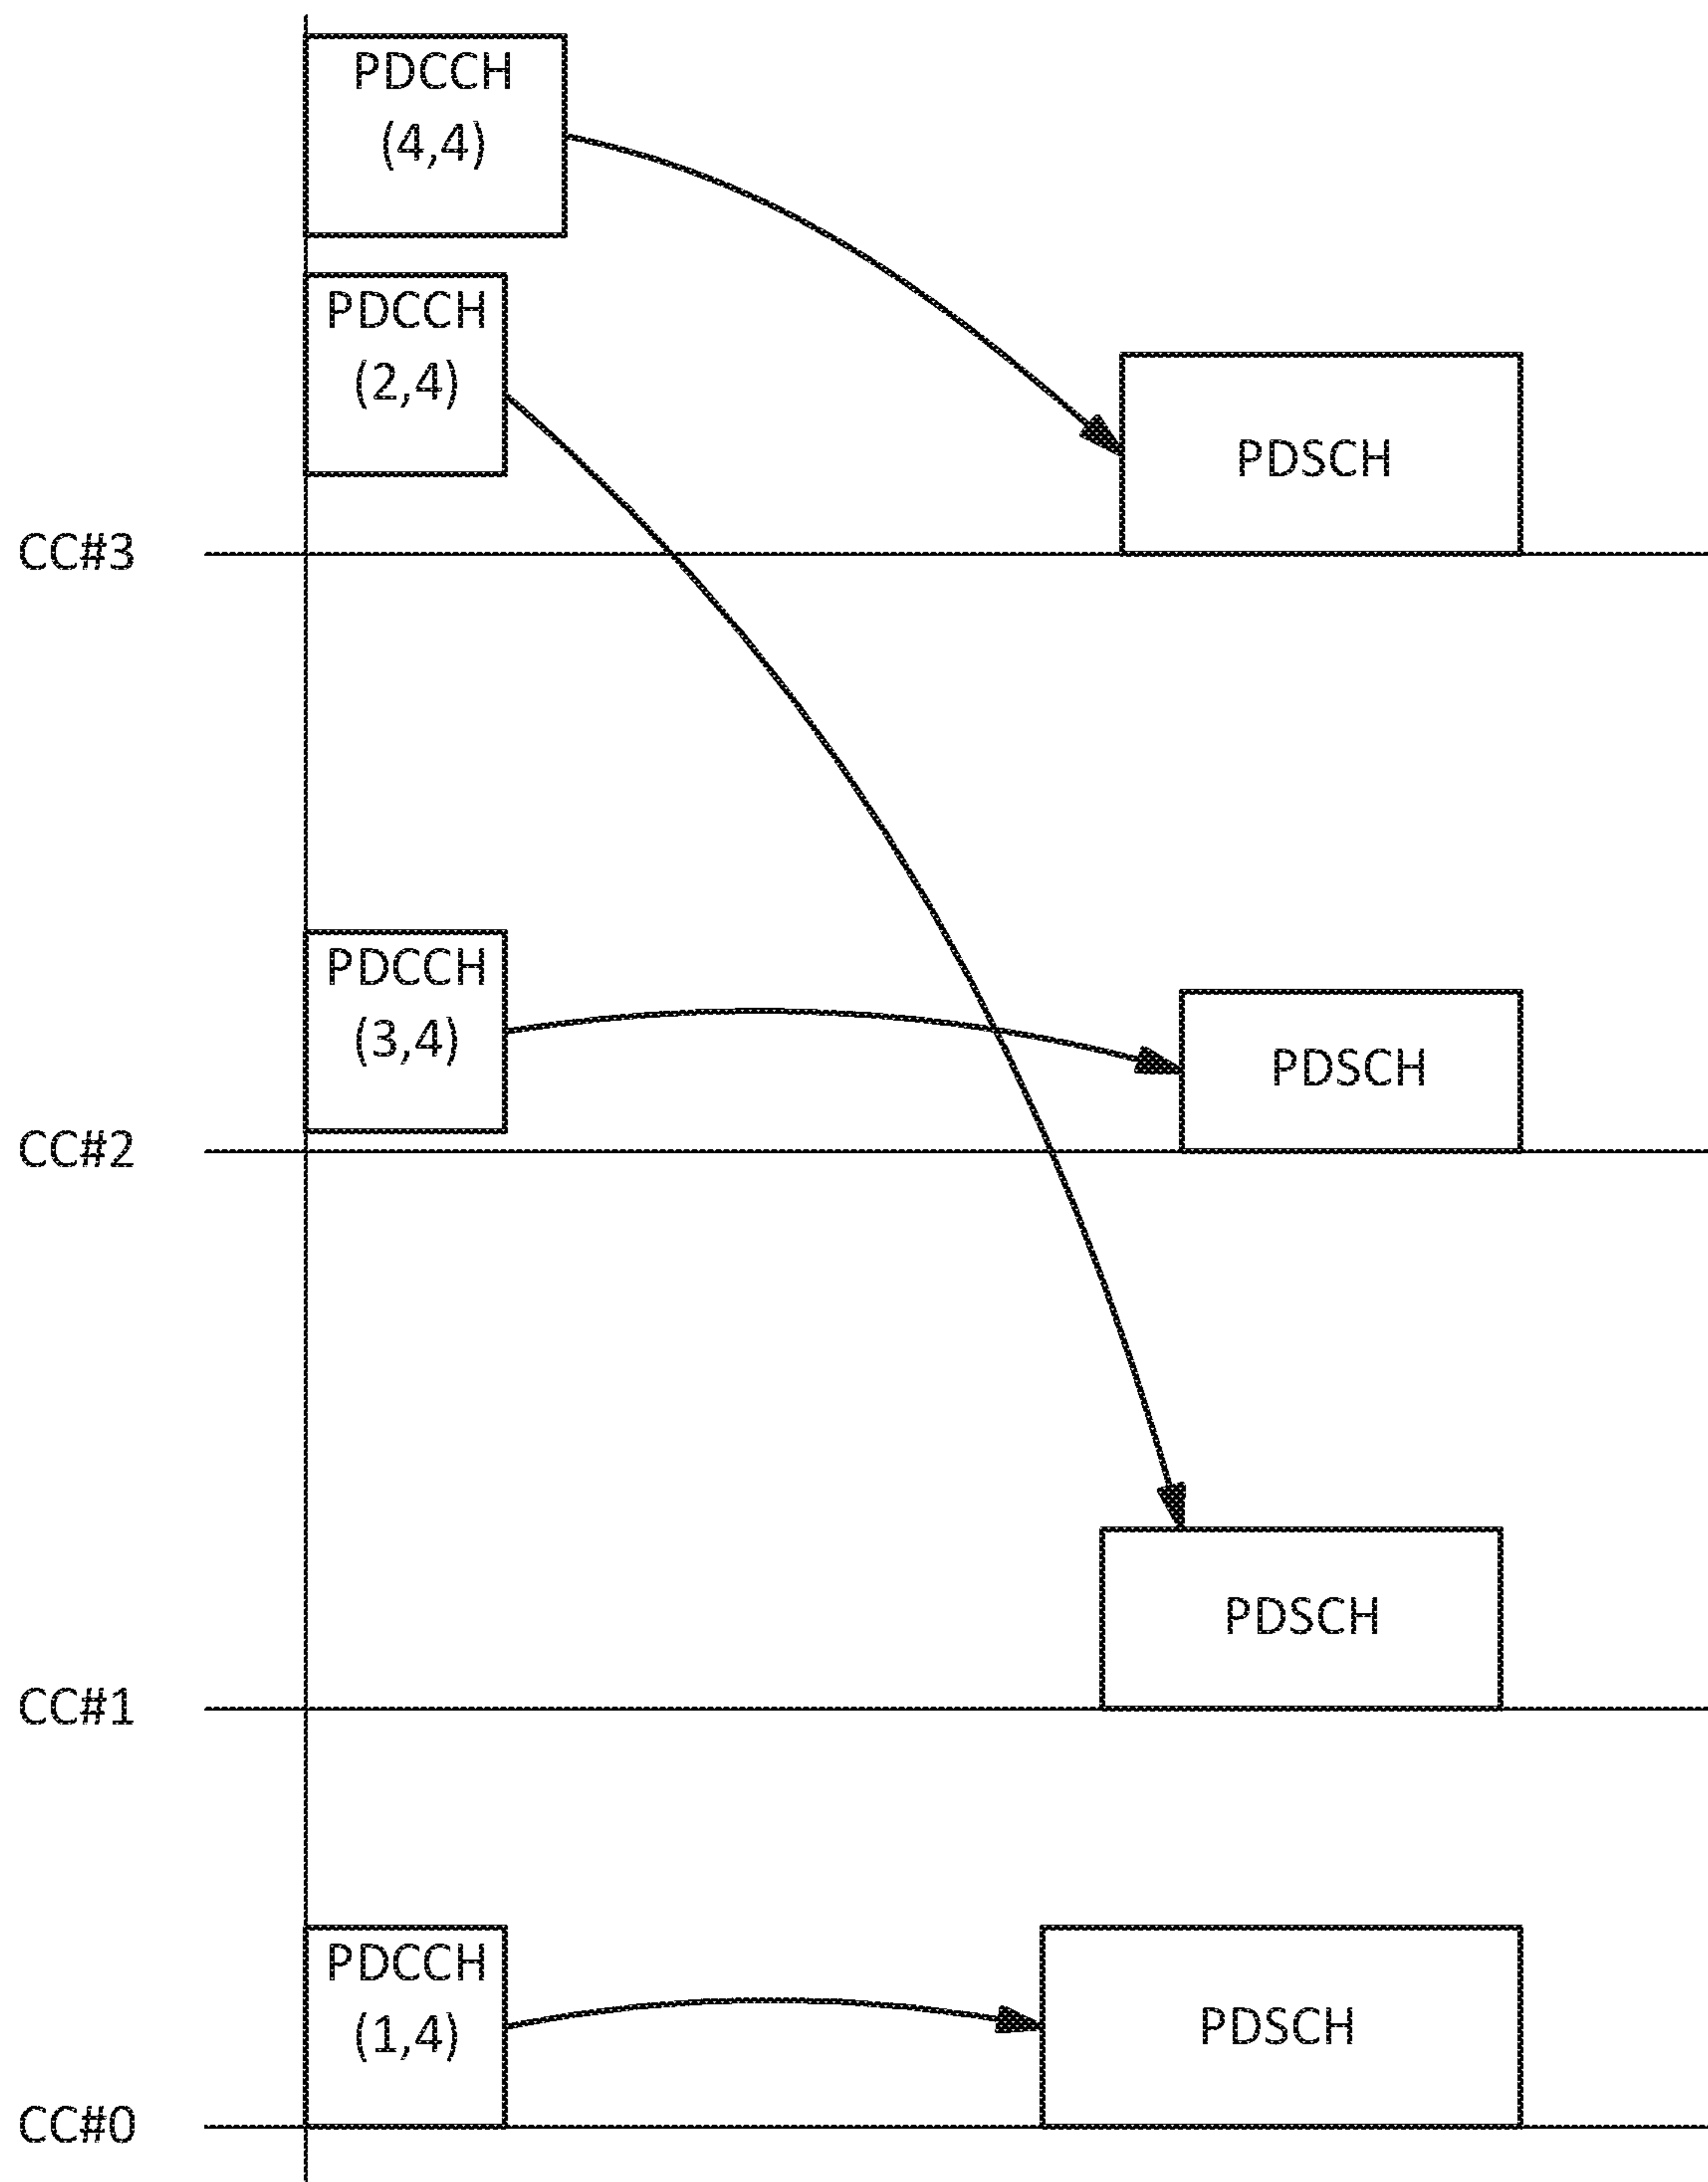 PDCCH
(4,4)
PDCCH
(2,4)
PDSCH
CC#3
PDCCH
(3,4)
PDSCH
CC#2
PDSCH
CC#1
PDCCH
(1,4)
PDSCH
CC#0